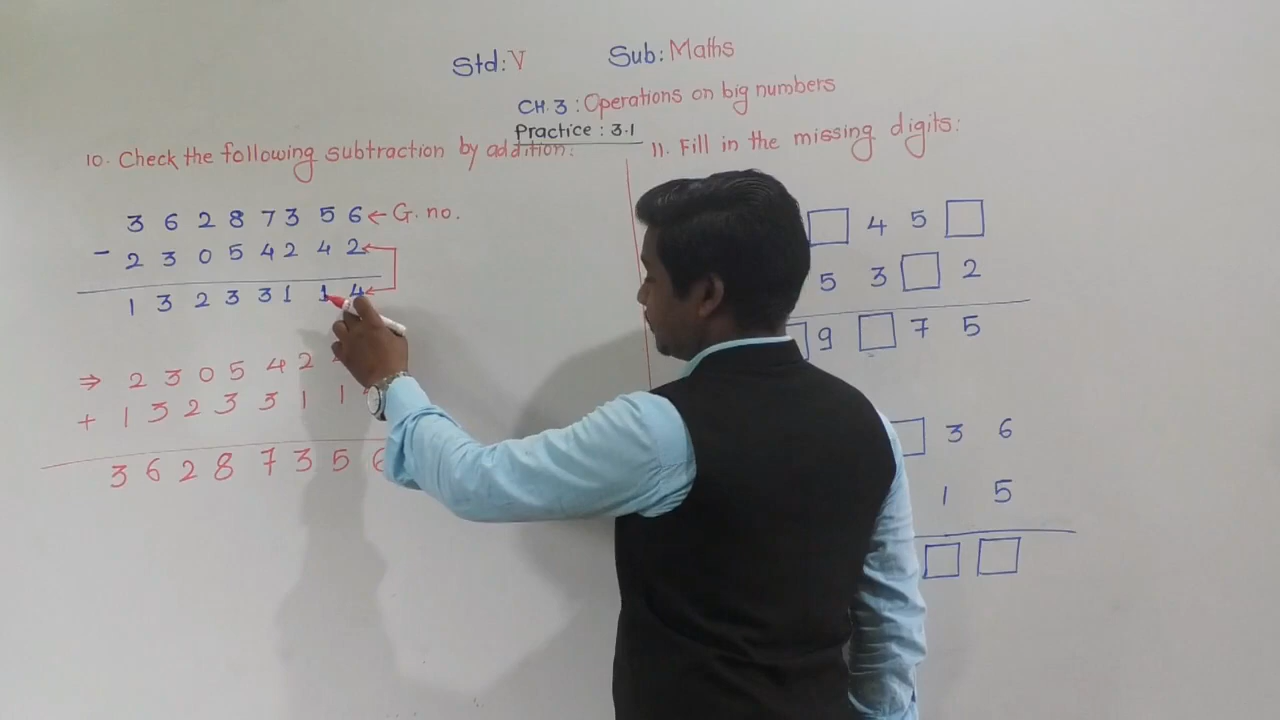 Std: V Sub: Maths
CH. 3 : Operations on big numbers
Practice : 3.1
10. Check the following subtraction by addition:
3 6 2 8 7 3 5 6 ← G. no.
- 2 3 0 5 4 2 4 2
1 3 2 3 3 1 1 4
⇒ 2 3 0 5 4 2
+ 1 3 2 3 3 1 1
3 6 2 8 7 3 5 6
11. Fill in the missing digits:
□ 4 5 □
5 3 □ 2
□ 9 □ 7 5
□ 3 6
1 5
□ □